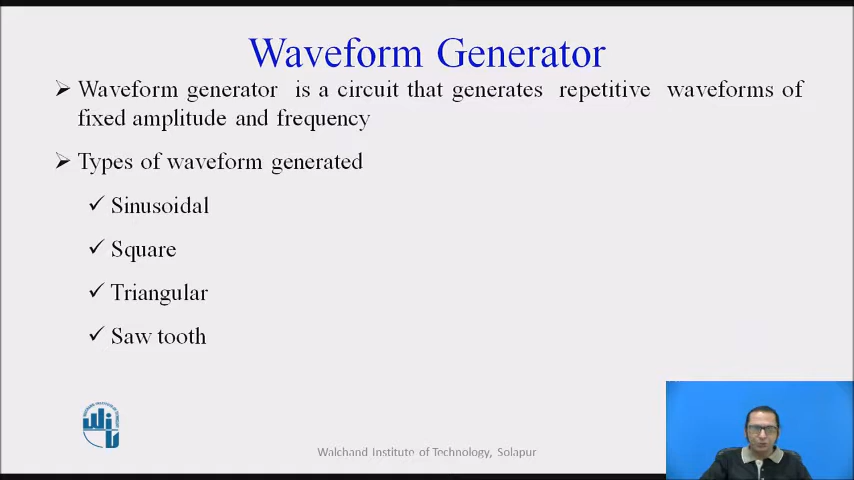 Waveform Generator
➢ Waveform generator is a circuit that generates repetitive waveforms of
fixed amplitude and frequency
➢ Types of waveform generated
✓ Sinusoidal
✓ Square
✓ Triangular
✓ Saw tooth
Walchand Institute of Technology, Solapur